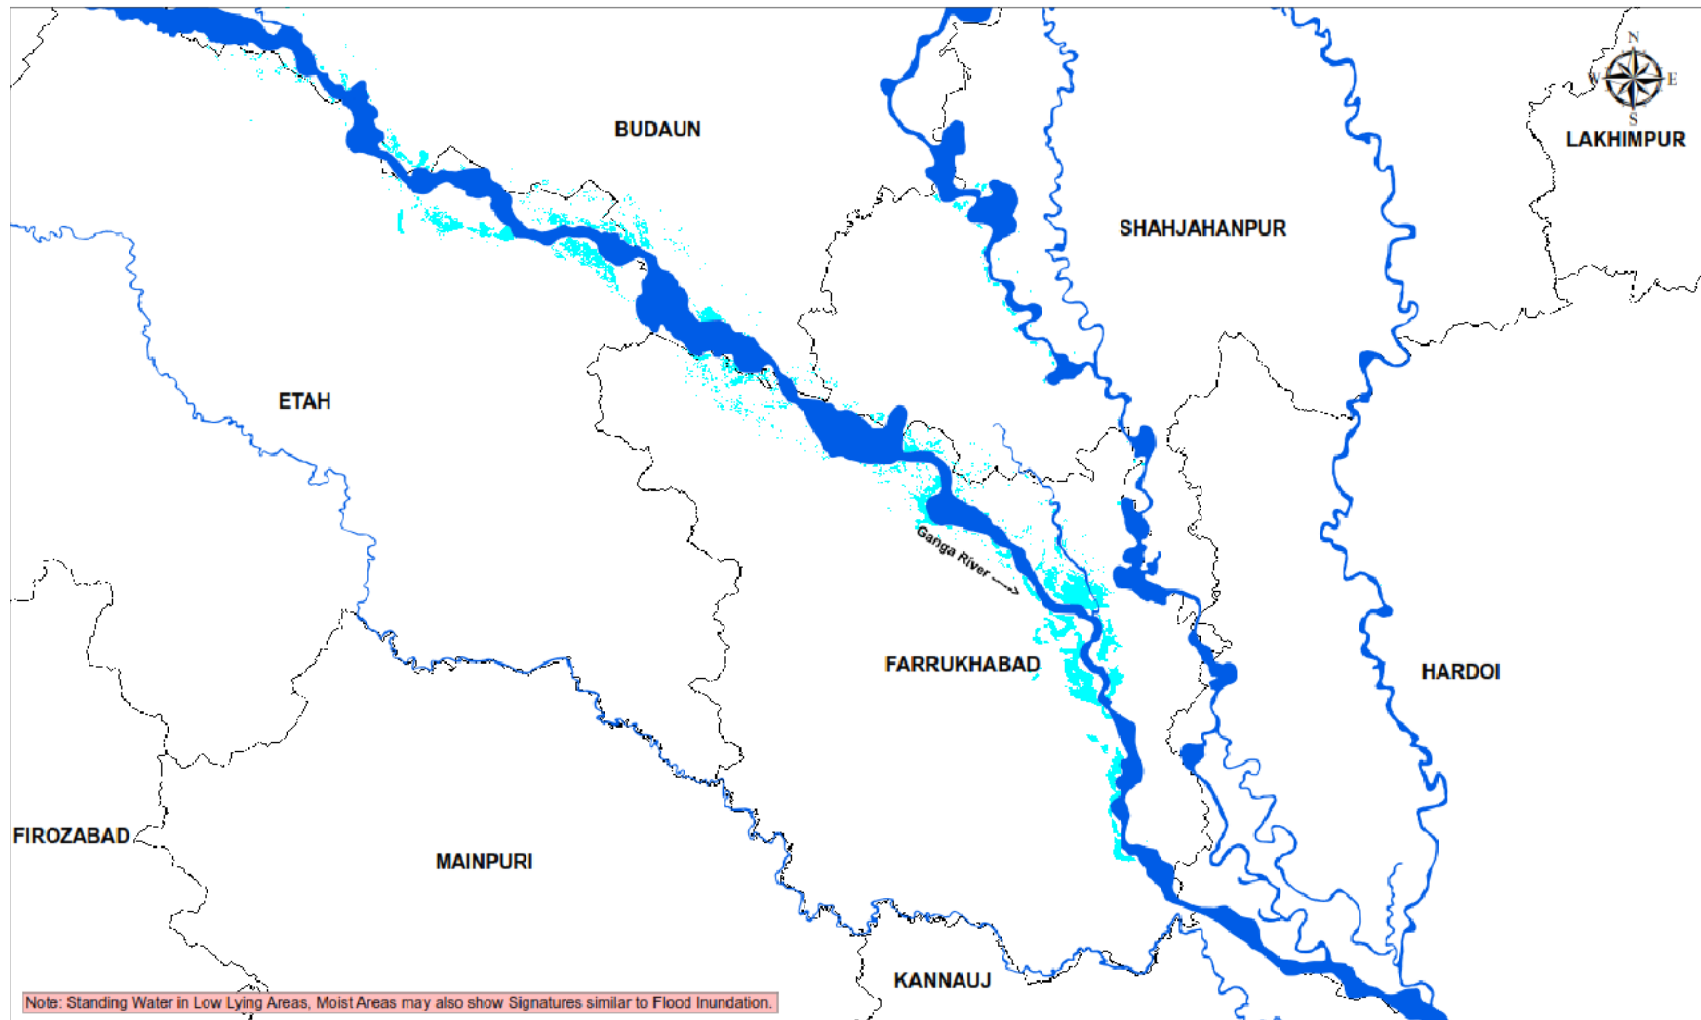 N
W E
S
BUDAUN
LAKHIMPUR
SHAHJAHANPUR
ETAH
Ganga River
FARRUKHABAD
HARDOI
FIROZABAD
MAINPURI
KANNAUJ
Note: Standing Water in Low Lying Areas, Moist Areas may also show Signatures similar to Flood Inundation.